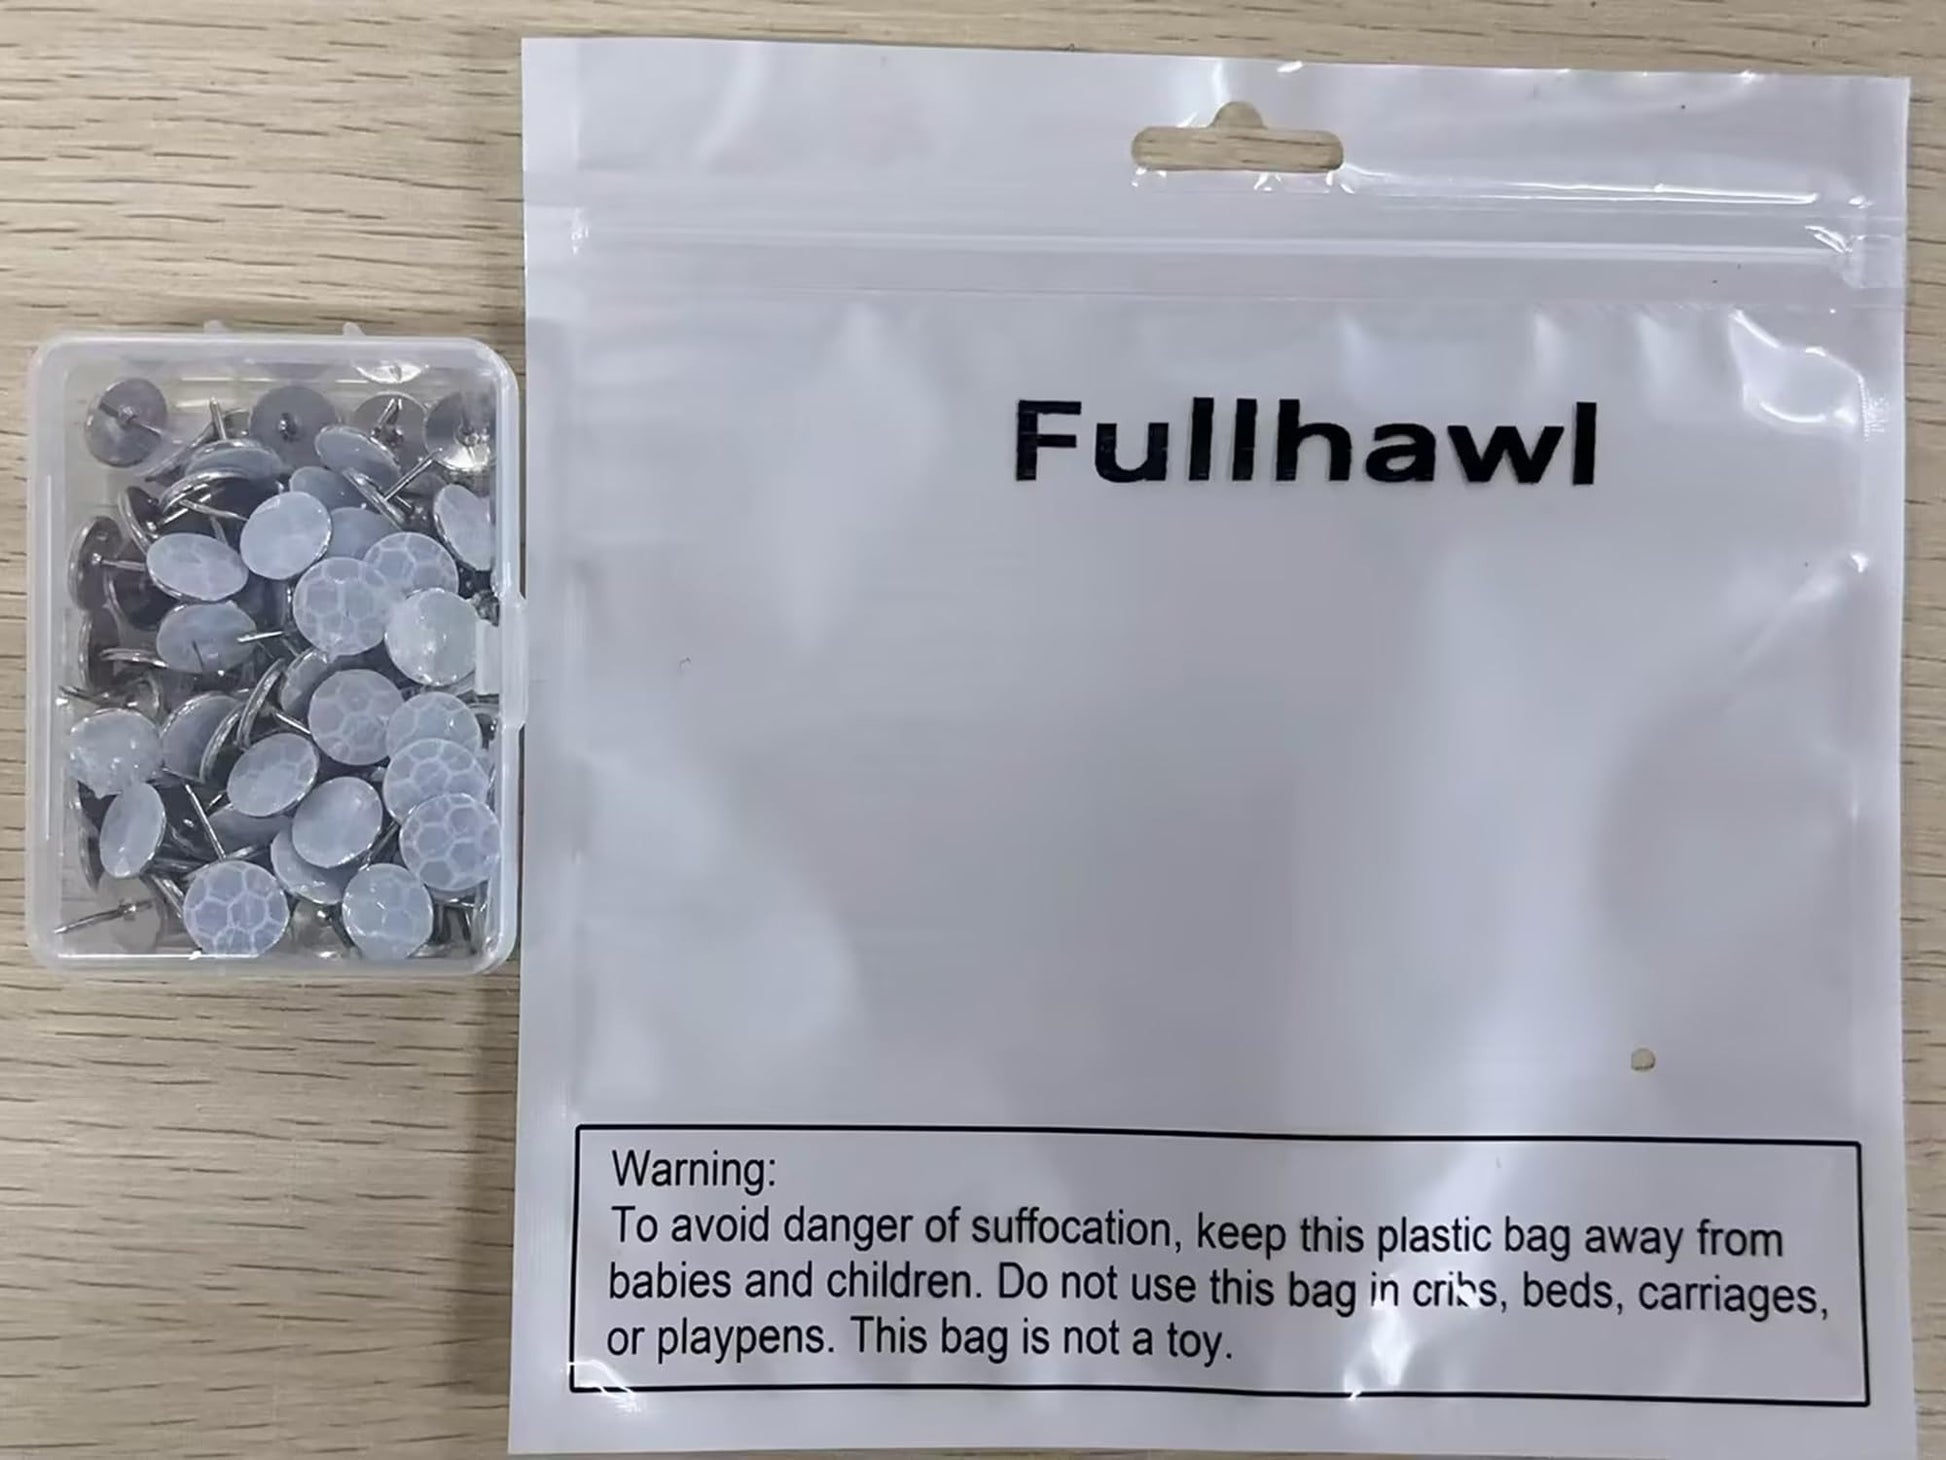 Fullhawl
Warning:
To avoid danger of suffocation, keep this plastic bag away from
babies and children. Do not use this bag in cribs, beds, carriages,
or playpens. This bag is not a toy.